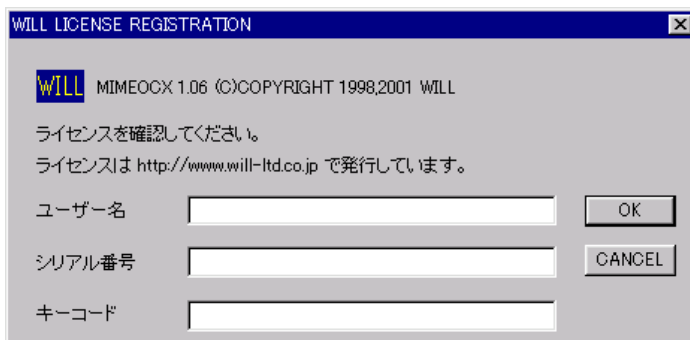 WILL LICENSE REGISTRATION
WILL MIMEOCX 1.06 (C)COPYRIGHT 1998,2001 WILL
ライセンスを確認してください。
ライセンスは http://www.will-ltd.co.jp で発行しています。
ユーザー名
OK
シリアル番号
CANCEL
キーコード